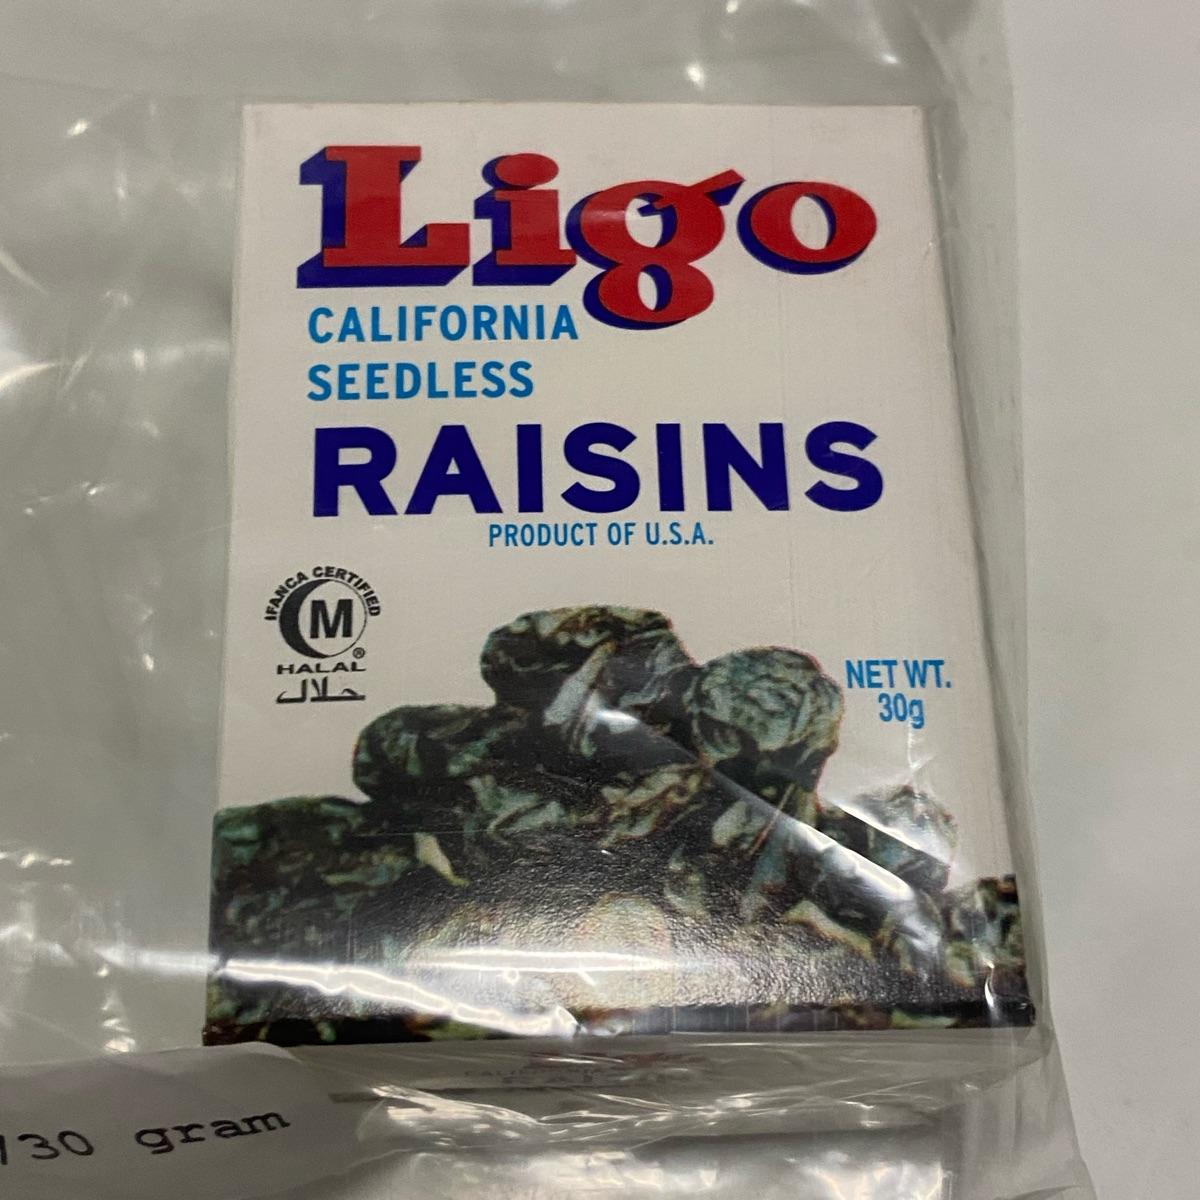 Ligo
CALIFORNIA
SEEDLESS
RAISINS
PRODUCT OF U.S.A.
IFANCA CERTIFIED
M
®
HALAL
حلال
NET WT.
30g
/30 gram